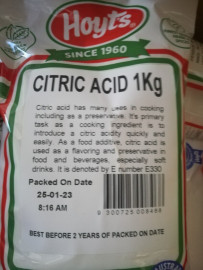 Hoyt's
SINCE 1960
CITRIC ACID 1Kg
Citric acid has many uses in cooking
including as a preservative. It's primary
task as a cooking ingredient is to
introduce a citric acidity quickly and
easily. As a food additive, citric acid is
used as a flavoring and preservative in
food and beverages, especially soft
drinks. It is denoted by E number E330
Packed On Date
25-01-23
8:16 AM
BEST BEFORE 2 YEARS OF PACKED ON DATE